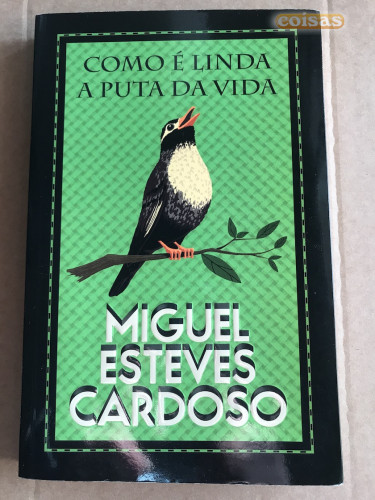 coisas
COMO É LINDA
A PUTA DA VIDA
MIGUEL
ESTEVES
CARDOSO